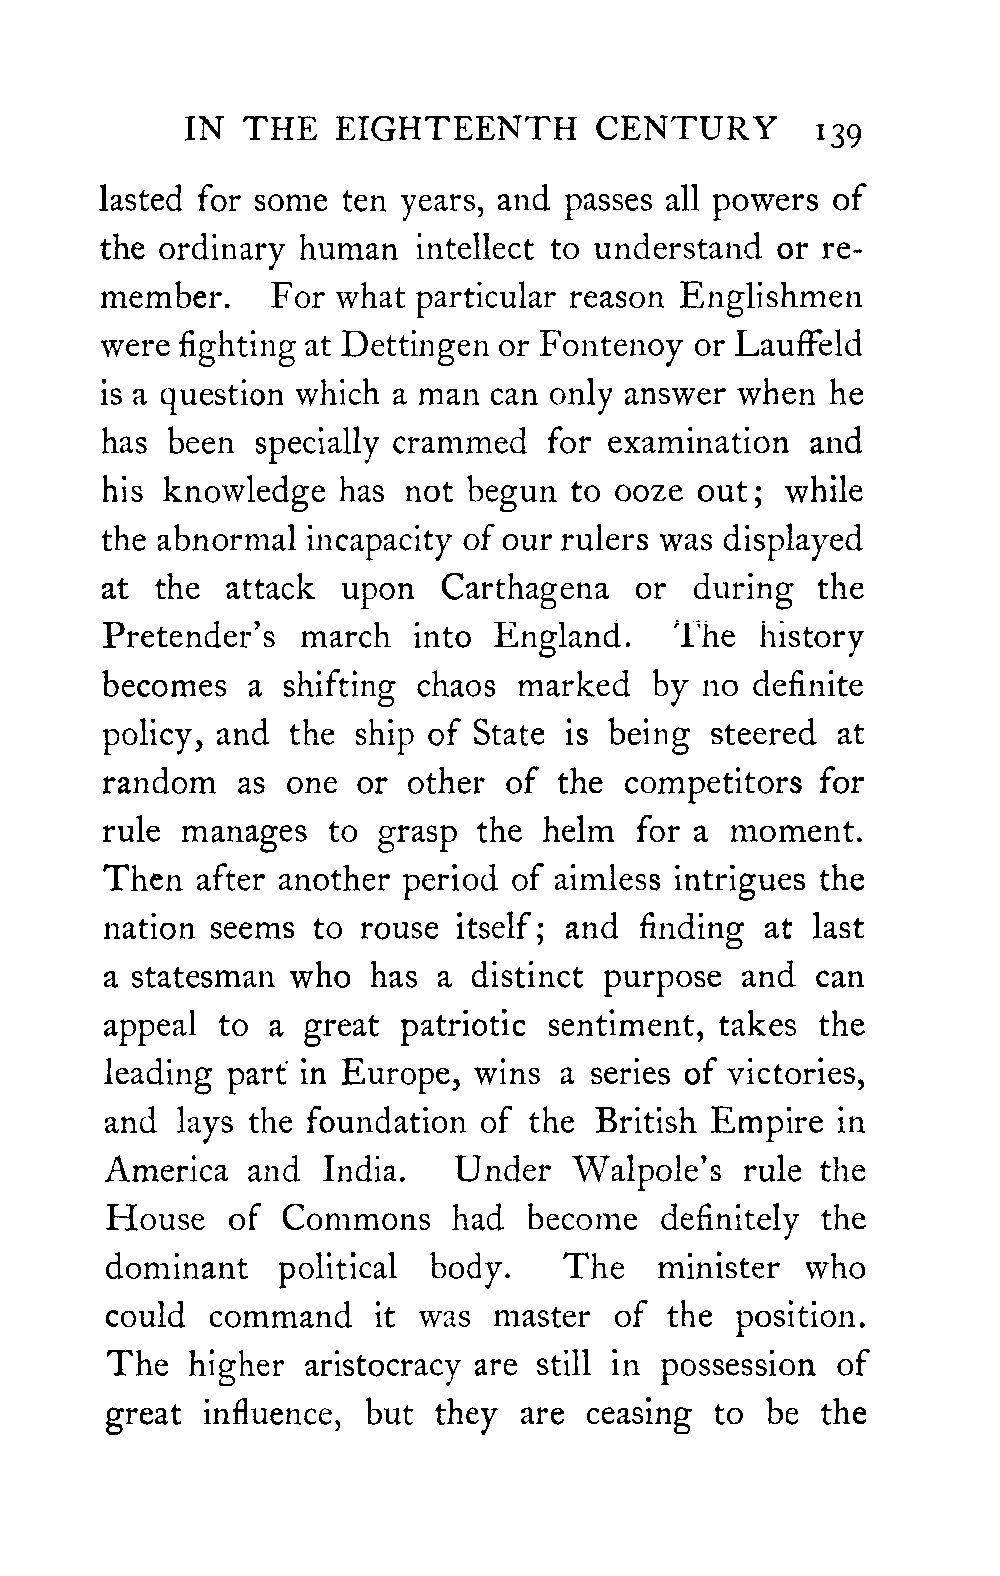 IN THE EIGHTEENTH CENTURY 139
lasted for some ten years, and passes all powers of
the ordinary human intellect to understand or re-
member. For what particular reason Englishmen
were fighting at Dettingen or Fontenoy or Lauffeld
is a question which a man can only answer when he
has been specially crammed for examination and
his knowledge has not begun to ooze out; while
the abnormal incapacity of our rulers was displayed
at the attack upon Carthagena or during the
Pretender's march into England. The history
becomes a shifting chaos marked by no definite
policy, and the ship of State is being steered at
random as one or other of the competitors for
rule manages to grasp the helm for a moment.
Then after another period of aimless intrigues the
nation seems to rouse itself; and finding at last
a statesman who has a distinct purpose and can
appeal to a great patriotic sentiment, takes the
leading part in Europe, wins a series of victories,
and lays the foundation of the British Empire in
America and India. Under Walpole's rule the
House of Commons had become definitely the
dominant political body. The minister who
could command it was master of the position.
The higher aristocracy are still in possession of
great influence, but they are ceasing to be the